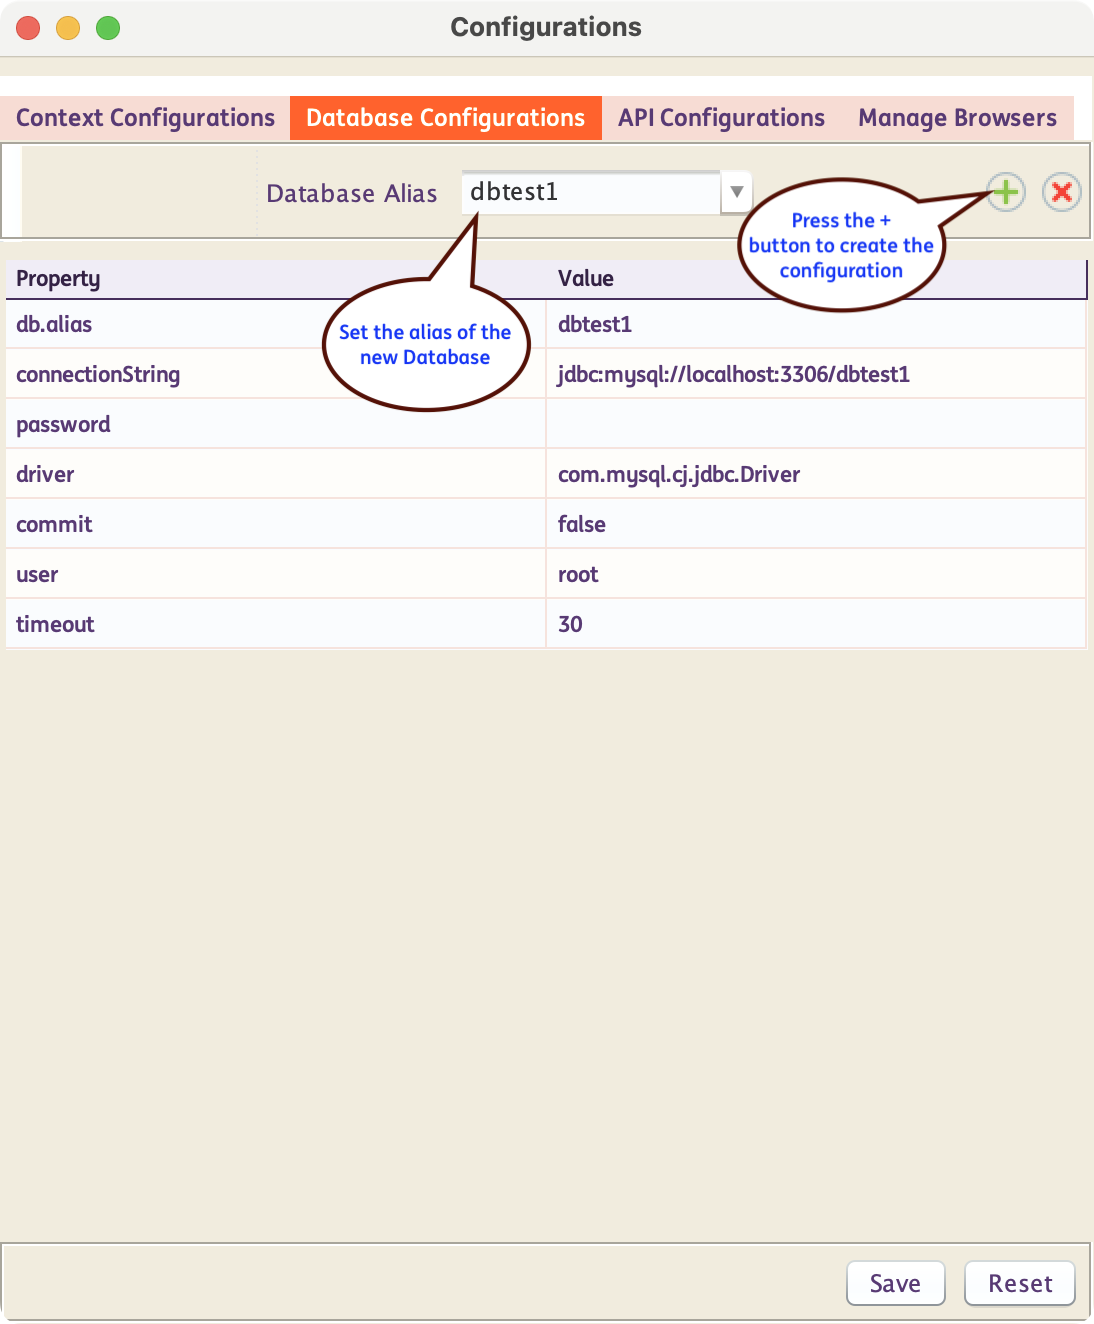 Configurations
Context Configurations Database Configurations API Configurations Manage Browsers
Database Alias dbtest1
Press the +
button to create the
configuration
Property Value
Set the alias of the
new Database
db.alias dbtest1
connectionString jdbc:mysql://localhost:3306/dbtest1
password
driver com.mysql.cj.jdbc.Driver
commit false
user root
timeout 30
Save Reset